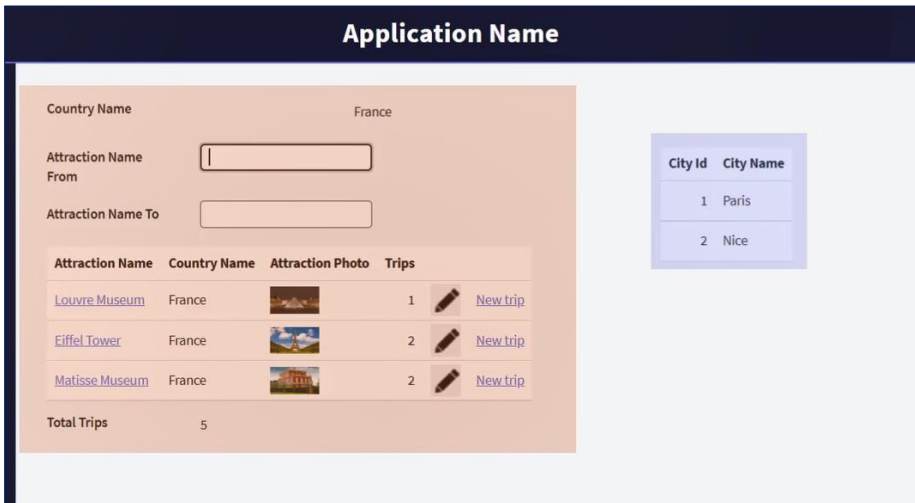 Application Name
Country Name France
Attraction Name
From
Attraction Name To
Attraction Name Country Name Attraction Photo Trips
Louvre Museum France 1 New trip
Eiffel Tower France 2 New trip
Matisse Museum France 2 New trip
Total Trips 5
City Id City Name
1 Paris
2 Nice